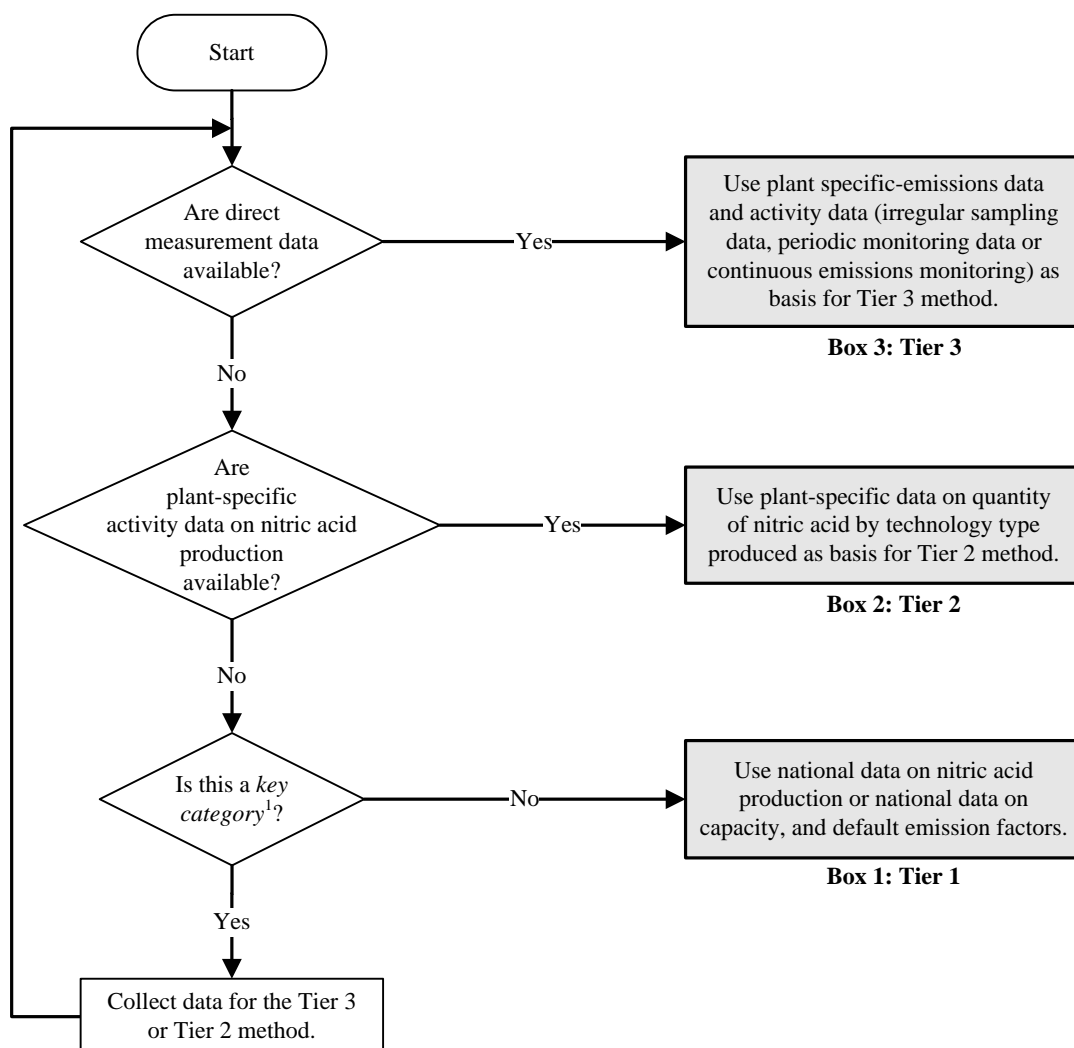 Start
Are direct
measurement data
available?
Yes
Use plant specific-emissions data
and activity data (irregular sampling
data, periodic monitoring data or
continuous emissions monitoring) as
basis for Tier 3 method.
Box 3: Tier 3
No
Are
plant-specific
activity data on nitric acid
production
available?
Yes
Use plant-specific data on quantity
of nitric acid by technology type
produced as basis for Tier 2 method.
Box 2: Tier 2
No
Is this a key
category1?
No
Use national data on nitric acid
production or national data on
capacity, and default emission factors.
Box 1: Tier 1
Yes
Collect data for the Tier 3
or Tier 2 method.